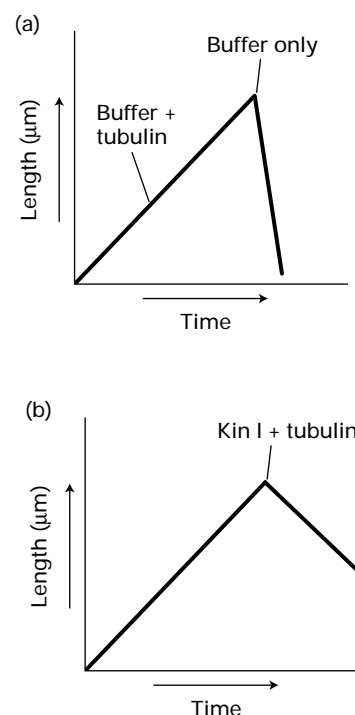 (a)
Buffer only
Buffer +
tubulin
Length (μm)
Time
(b)
Kin I + tubulin
Length (μm)
Time